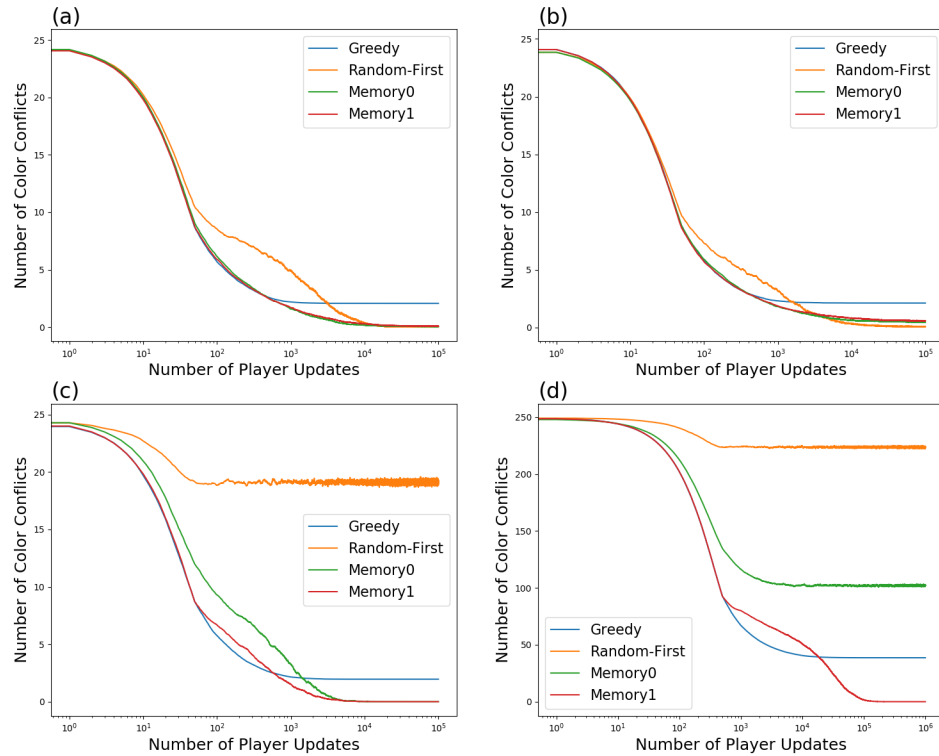 (a)
Number of Color Conflicts
25
20
15
10
5
0
Greedy
Random-First
Memory0
Memory1
10^0 10^1 10^2 10^3 10^4 10^5
Number of Player Updates
(b)
Number of Color Conflicts
25
20
15
10
5
0
Greedy
Random-First
Memory0
Memory1
10^0 10^1 10^2 10^3 10^4 10^5
Number of Player Updates
(c)
Number of Color Conflicts
25
20
15
10
5
0
Greedy
Random-First
Memory0
Memory1
10^0 10^1 10^2 10^3 10^4 10^5
Number of Player Updates
(d)
Number of Color Conflicts
250
200
150
100
50
0
Greedy
Random-First
Memory0
Memory1
10^0 10^1 10^2 10^3 10^4 10^5 10^6
Number of Player Updates